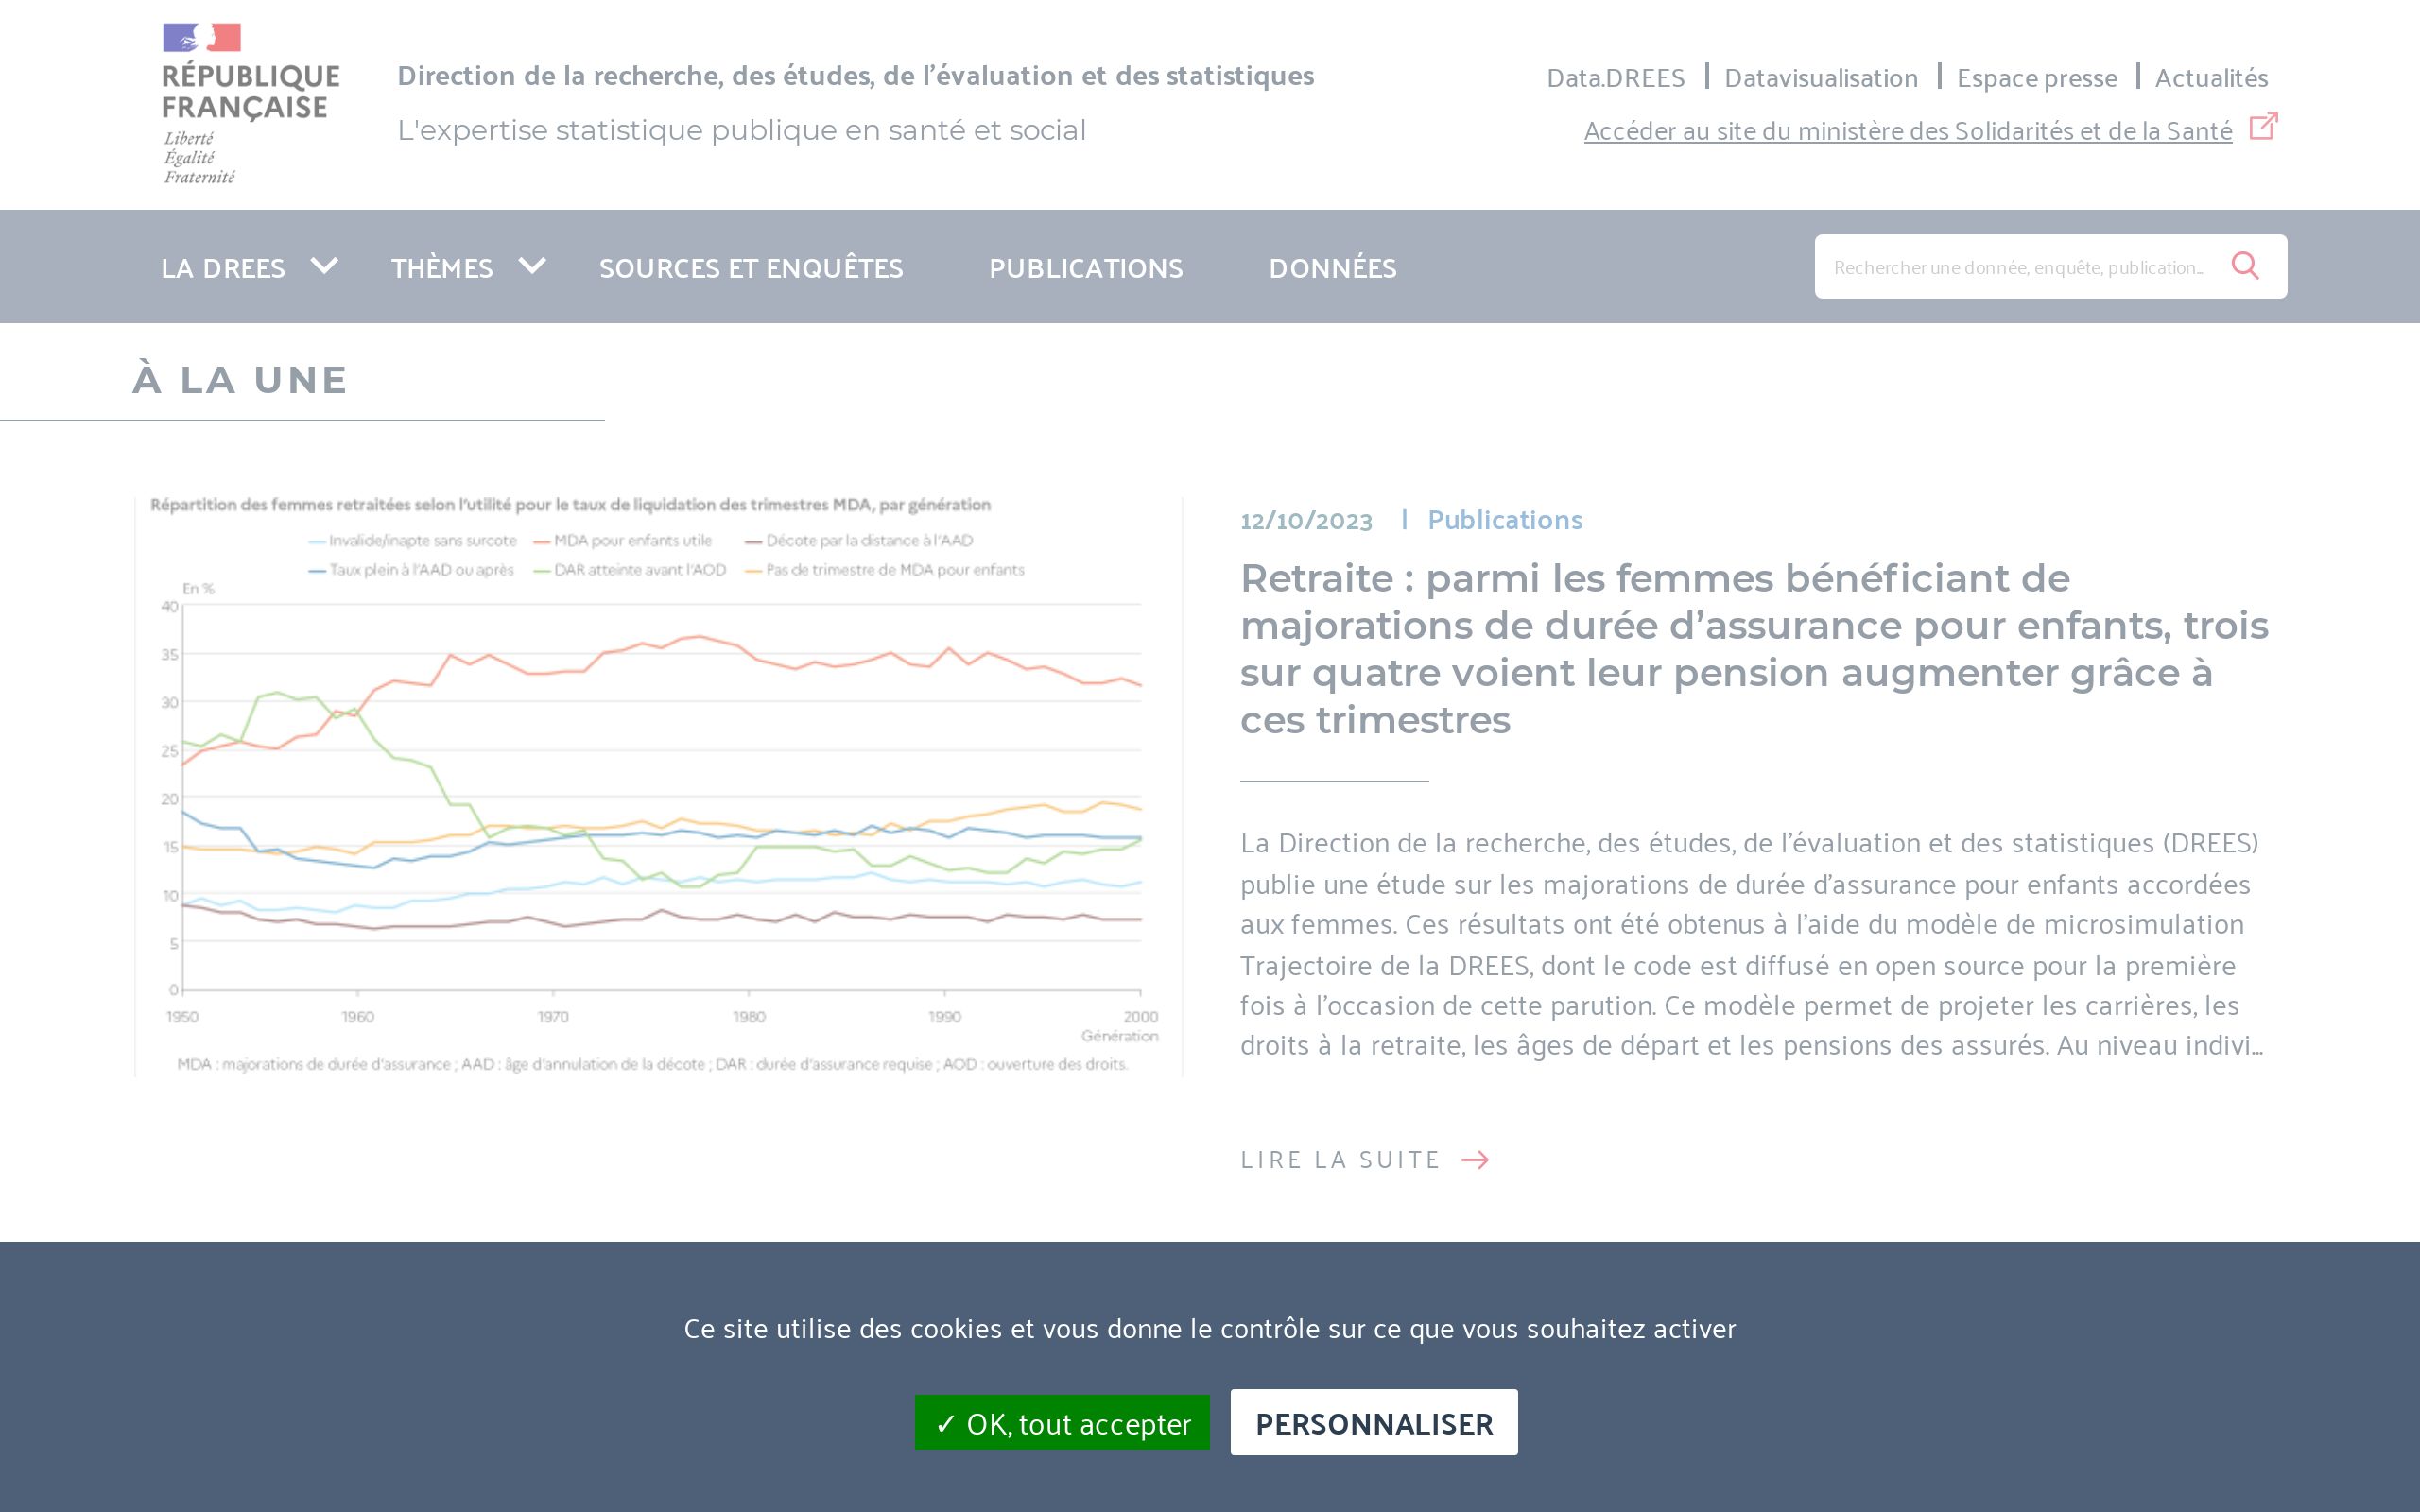 RÉPUBLIQUE
FRANÇAISE
Liberté
Égalité
Fraternité
Direction de la recherche, des études, de l'évaluation et des statistiques
L'expertise statistique publique en santé et social
Data.DREES
Datavisualisation
Espace presse
Actualités
Accéder au site du ministère des Solidarités et de la Santé
LA DREES
THÈMES
SOURCES ET ENQUÊTES
PUBLICATIONS
DONNÉES
Rechercher une donnée, enquête, publication...
À LA UNE
Répartition des femmes retraitées selon l'utilité pour le taux de liquidation des trimestres MDA, par génération
Invalide/inapte sans surcote
MDA pour enfants utile
Décote par la distance à l'AAD
Taux plein à l'AAD ou après
DAR atteinte avant l'AOD
Pas de trimestre de MDA pour enfants
En %
40
35
30
25
20
15
10
5
0
1950 1960 1970 1980 1990 2000
Génération
MDA : majorations de durée d'assurance ; AAD : âge d'annulation de la décote ; DAR : durée d'assurance requise ; AOD : ouverture des droits.
12/10/2023 | Publications
Retraite : parmi les femmes bénéficiant de
majorations de durée d’assurance pour enfants, trois
sur quatre voient leur pension augmenter grâce à
ces trimestres
La Direction de la recherche, des études, de l’évaluation et des statistiques (DREES)
publie une étude sur les majorations de durée d’assurance pour enfants accordées
aux femmes. Ces résultats ont été obtenus à l’aide du modèle de microsimulation
Trajectoire de la DREES, dont le code est diffusé en open source pour la première
fois à l’occasion de cette parution. Ce modèle permet de projeter les carrières, les
droits à la retraite, les âges de départ et les pensions des assurés. Au niveau indivi...
LIRE LA SUITE
Ce site utilise des cookies et vous donne le contrôle sur ce que vous souhaitez activer
✓ OK, tout accepter
PERSONNALISER